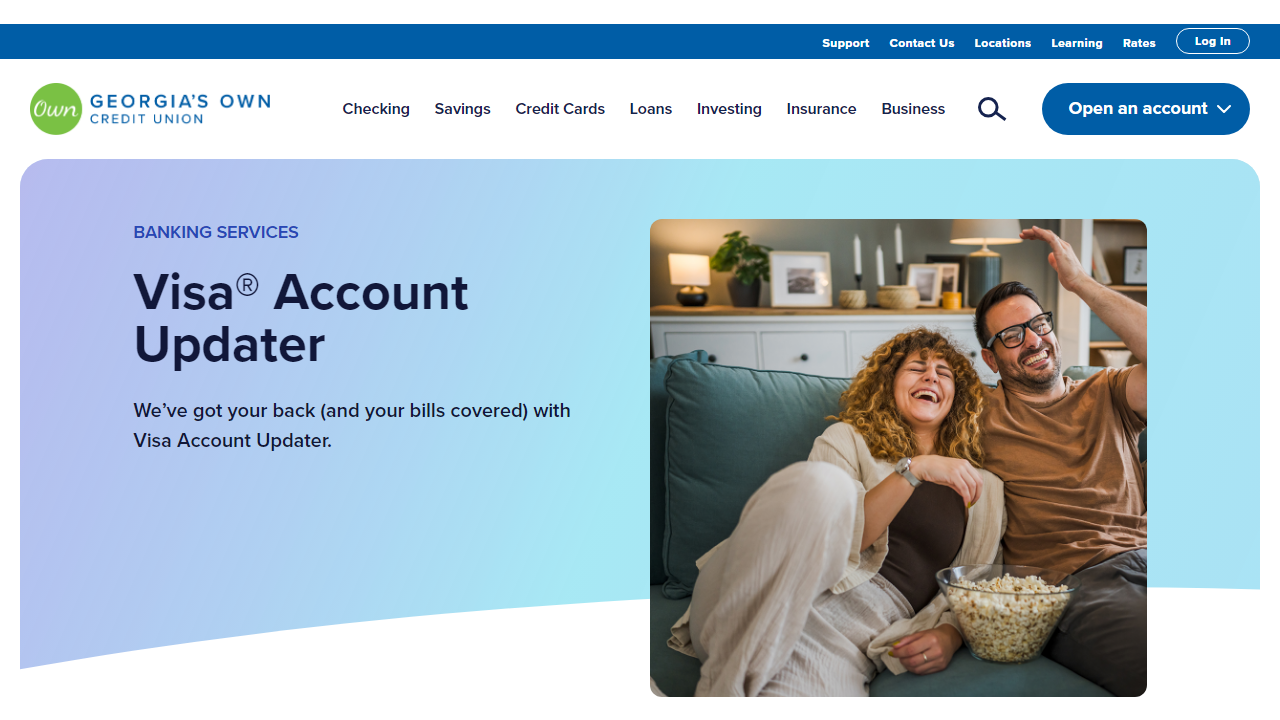 Support Contact Us Locations Learning Rates Log In
Own GEORGIA'S OWN
CREDIT UNION
Checking Savings Credit Cards Loans Investing Insurance Business Open an account
BANKING SERVICES
Visa® Account
Updater
We’ve got your back (and your bills covered) with
Visa Account Updater.